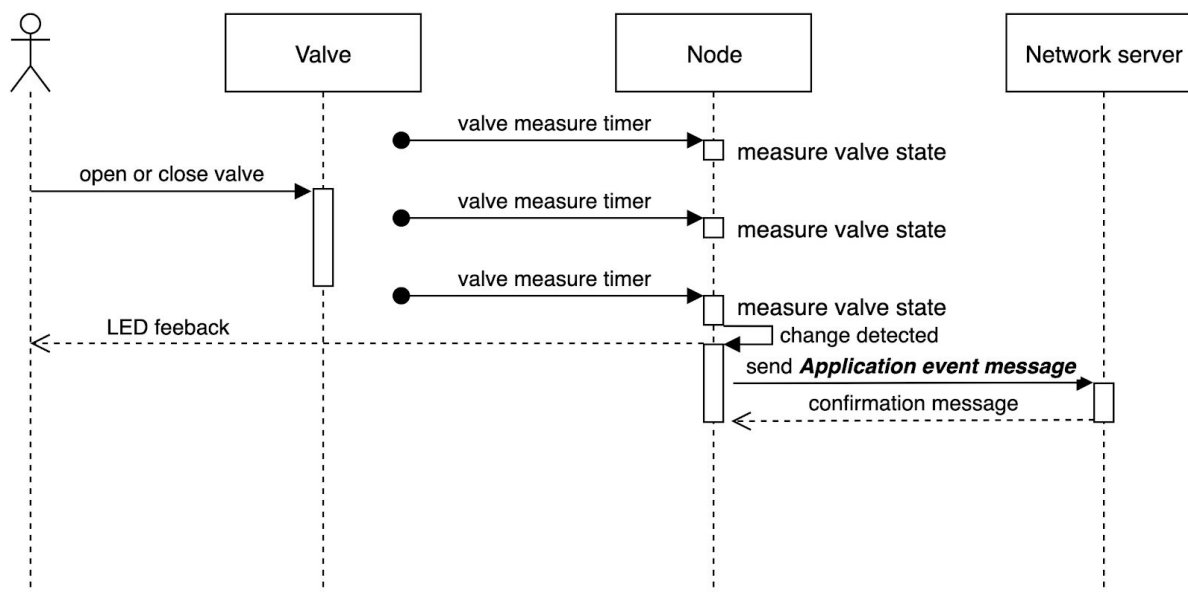 Valve
Node
Network server
valve measure timer
measure valve state
open or close valve
valve measure timer
measure valve state
valve measure timer
measure valve state
LED feeback
change detected
send Application event message
confirmation message